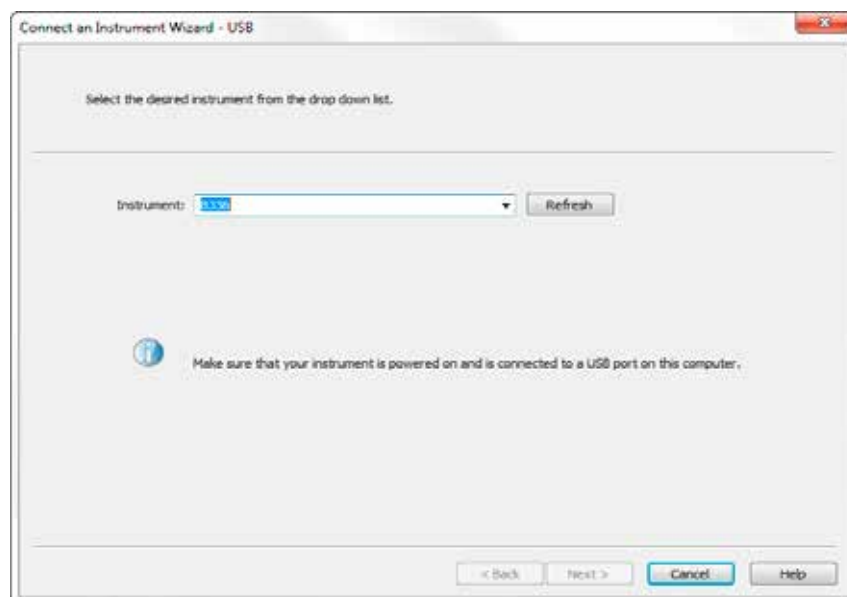 Connect an Instrument Wizard - USB
Select the desired instrument from the drop down list.
Instrument:
Refresh
Make sure that your instrument is powered on and is connected to a USB port on this computer.
< Back Next > Cancel Help